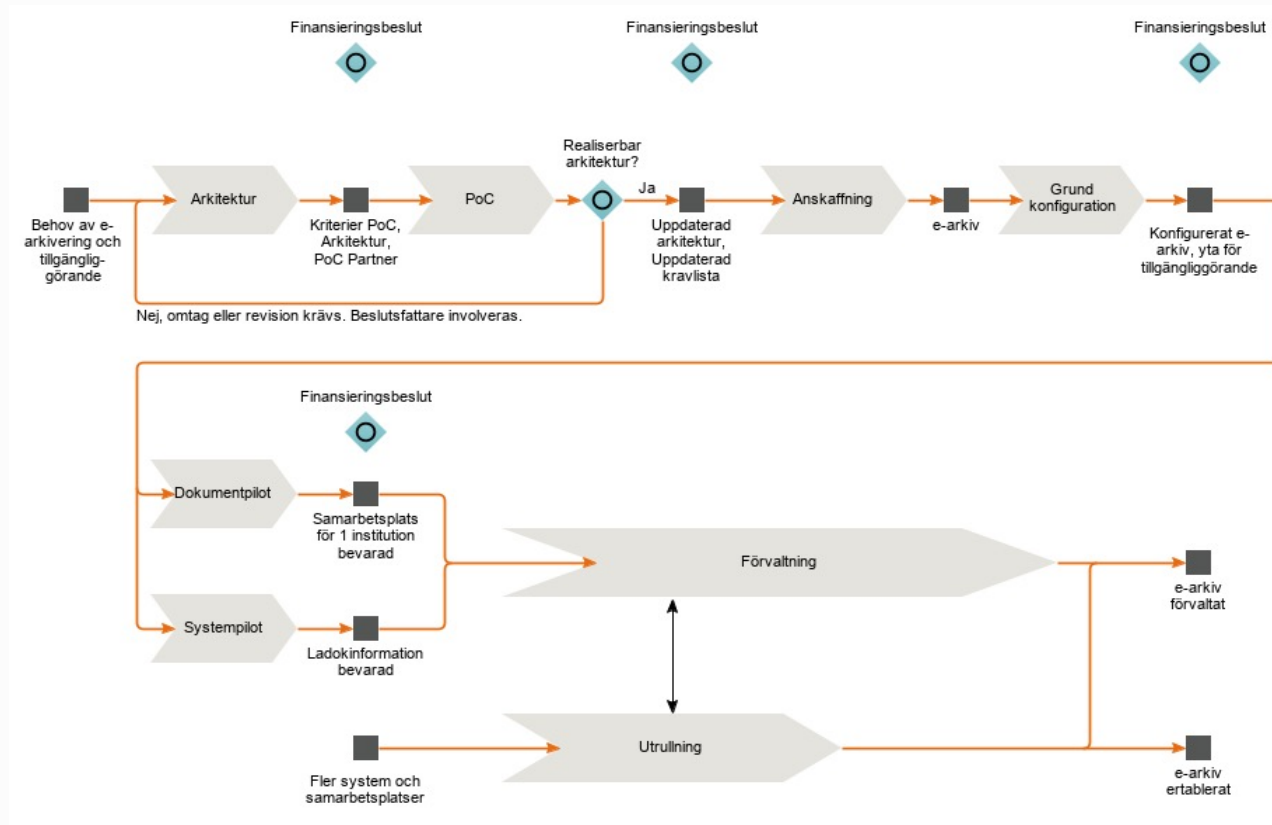 Finansieringsbeslut
Finansieringsbeslut
Finansieringsbeslut
Realiserbar
arkitektur?
Ja
Arkitektur
PoC
Anskaffning
Grund
konfiguration
Behov av e-
arkivering och
tillgänglig-
görande
Kriterier PoC,
Arkitektur,
PoC Partner
Uppdaterad
arkitektur,
Uppdaterad
kravlista
e-arkiv
Konfigurerat e-
arkiv, yta för
tillgängliggörande
Nej, omtag eller revision krävs. Beslutsfattare involveras.
Finansieringsbeslut
Dokumentpilot
Samarbetsplats
för 1 institution
bevarad
Förvaltning
e-arkiv
förvaltat
Systempilot
Ladokinformation
bevarad
Utrullning
Fler system och
samarbetsplatser
e-arkiv
ertablerat